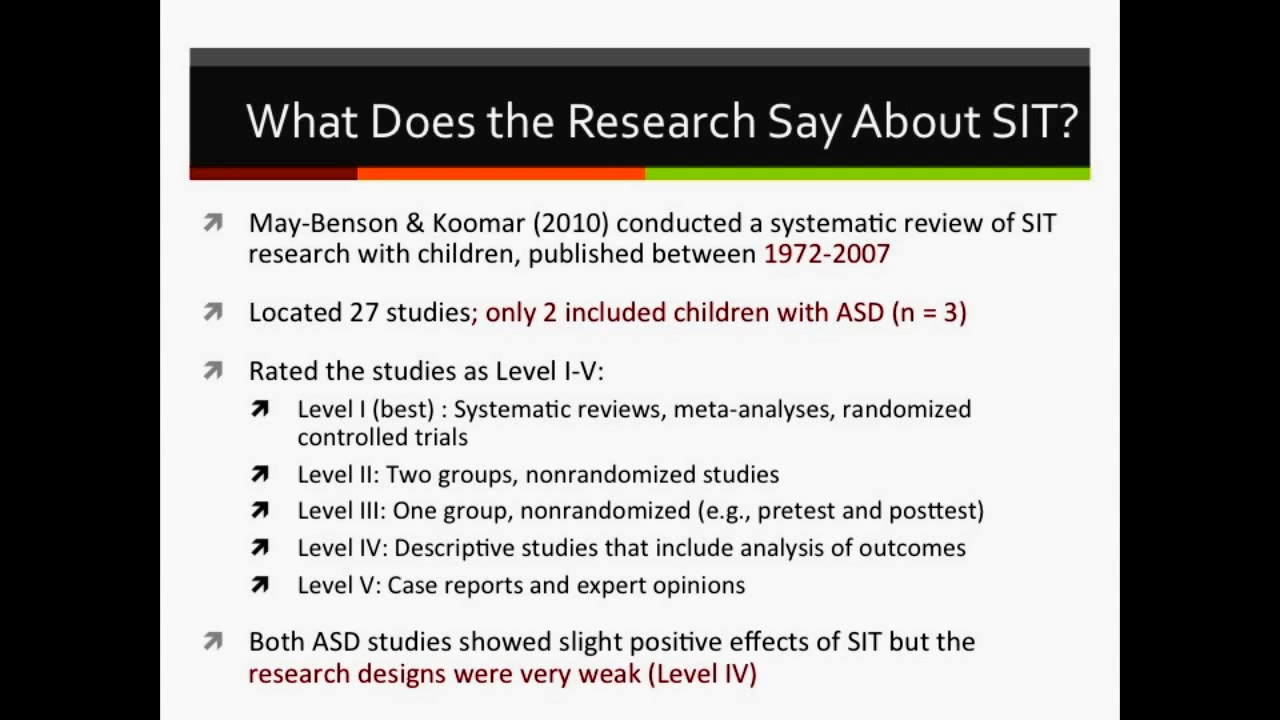 What Does the Research Say About SIT?
May-Benson & Koomar (2010) conducted a systematic review of SIT
research with children, published between 1972-2007
Located 27 studies; only 2 included children with ASD (n = 3)
Rated the studies as Level I-V:
Level I (best) : Systematic reviews, meta-analyses, randomized
controlled trials
Level II: Two groups, nonrandomized studies
Level III: One group, nonrandomized (e.g., pretest and posttest)
Level IV: Descriptive studies that include analysis of outcomes
Level V: Case reports and expert opinions
Both ASD studies showed slight positive effects of SIT but the
research designs were very weak (Level IV)